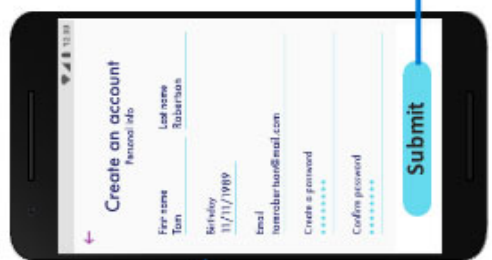 12:30
Create an account
Personal info
First name
Last name
Tom
Robertson
Birthday
11/11/1989
Email
tomrobertson@mail.com
Create a password
Confirm password
Submit